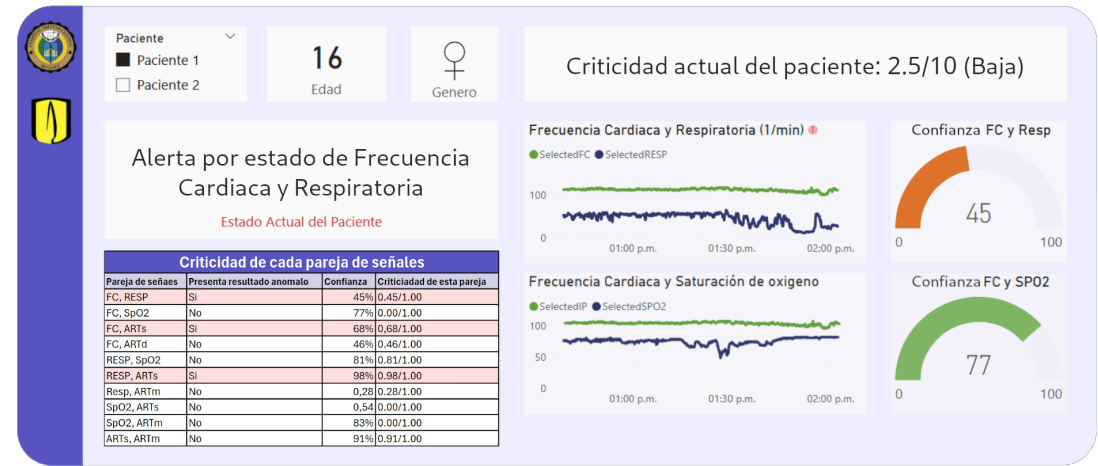 Paciente
Paciente 1
Paciente 2
16
Edad
Genero
Criticidad actual del paciente: 2.5/10 (Baja)
Alerta por estado de Frecuencia
Cardiaca y Respiratoria
Estado Actual del Paciente
Criticidad de cada pareja de señales
Pareja de señaes Presenta resultado anomalo Confianza Criticiadad de esta pareja
FC, RESP Si 45% 0.45/1.00
FC, SpO2 No 77% 0.00/1.00
FC, ARTs Si 68% 0,68/1.00
FC, ARTd No 46% 0.46/1.00
RESP, SpO2 No 81% 0.81/1.00
RESP, ARTs Si 98% 0.98/1.00
Resp, ARTm No 0,28 0.28/1.00
SpO2, ARTs No 0,54 0.00/1.00
SpO2, ARTm No 83% 0.00/1.00
ARTs, ARTm No 91% 0.91/1.00
Frecuencia Cardiaca y Respiratoria (1/min)
SelectedFC SelectedRESP
100
0
01:00 p.m. 01:30 p.m. 02:00 p.m.
Confianza FC y Resp
45
0 100
Frecuencia Cardiaca y Saturación de oxigeno
SelectedIP SelectedSPO2
100
50
0
01:00 p.m. 01:30 p.m. 02:00 p.m.
Confianza FC y SPO2
77
0 100